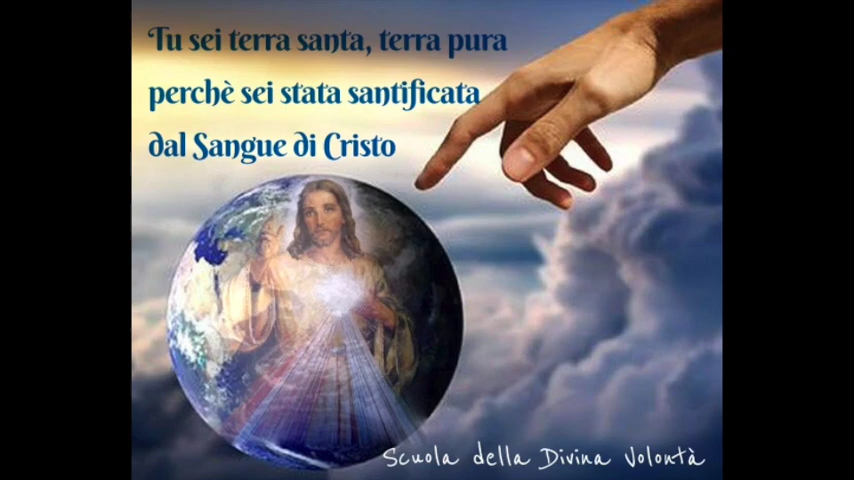 Tu sei terra santa, terra pura
perchè sei stata santificata
dal Sangue di Cristo
Scuola della Divina Volontà